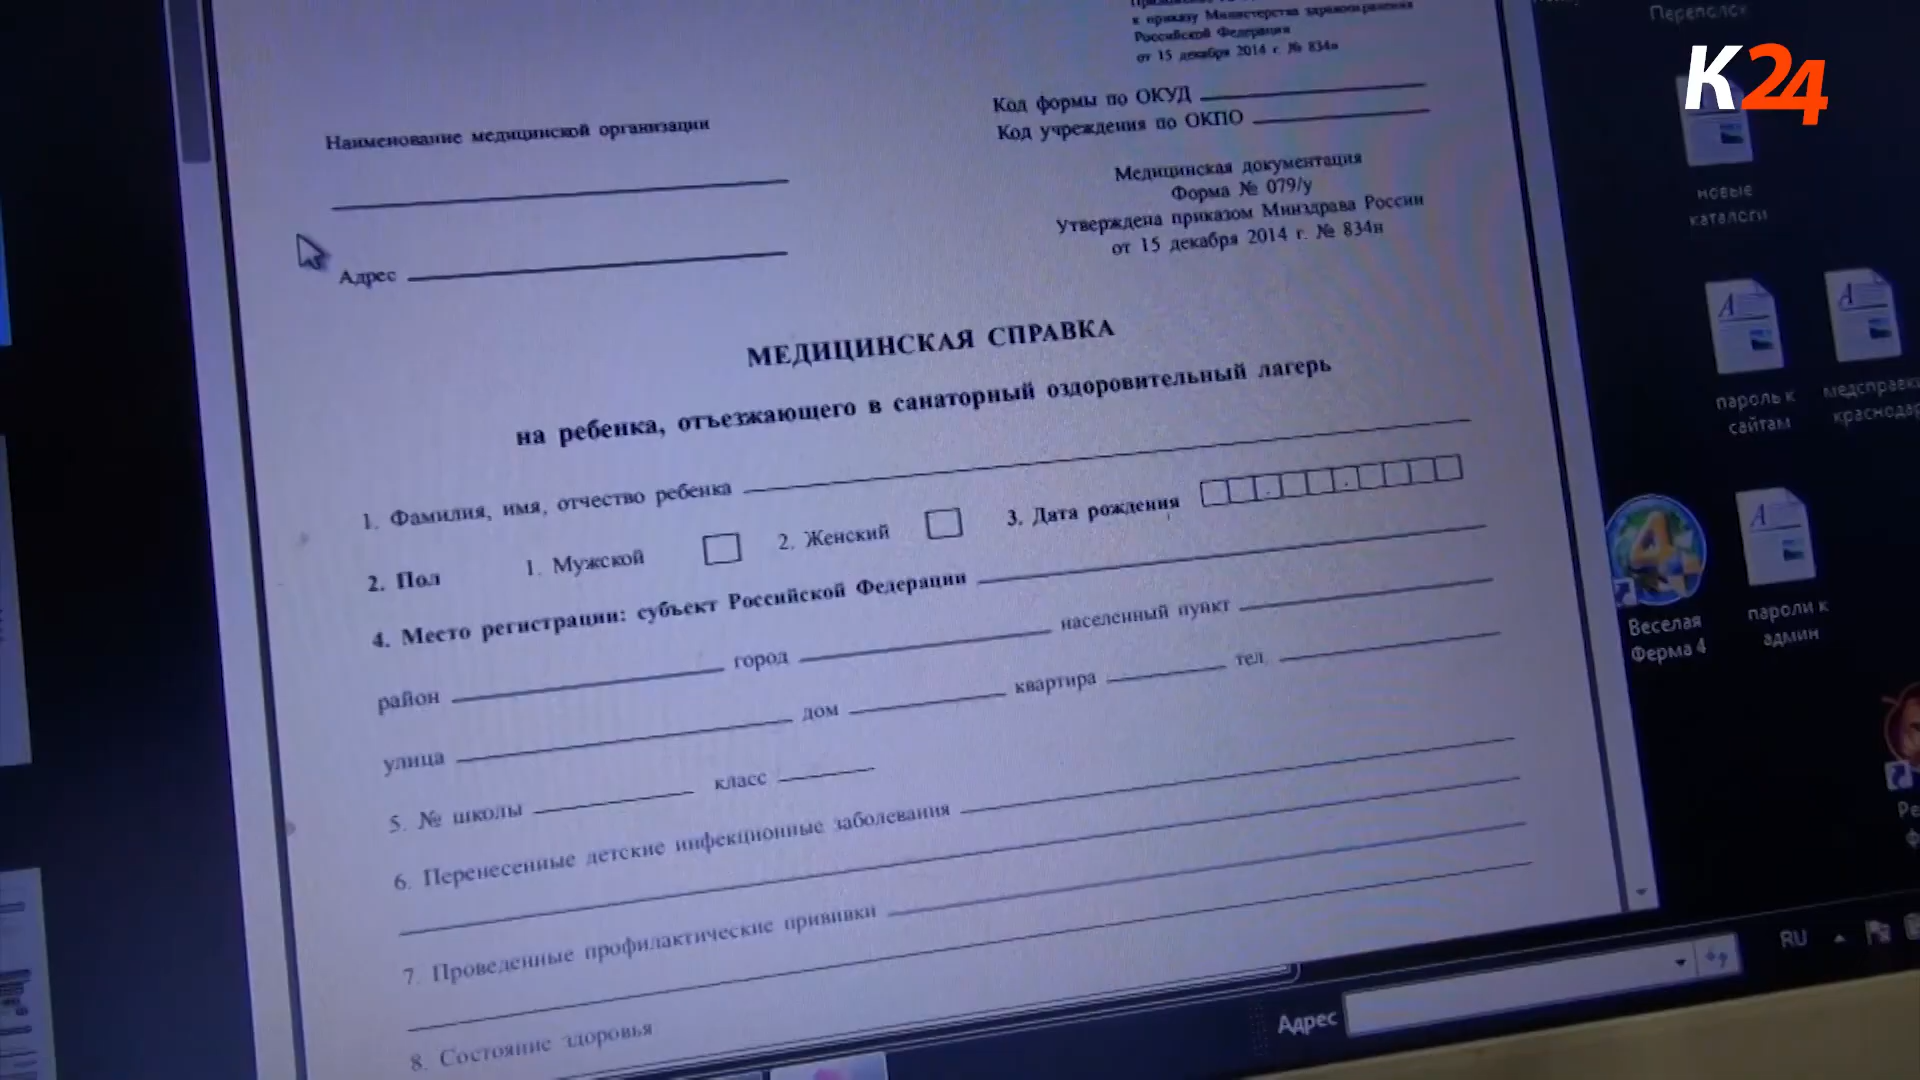 к приказу Министерства здравоохранения
Российской Федерации
от 15 декабря 2014 г. № 834н
Код формы по ОКУД
Код учреждения по ОКПО
Наименование медицинской организации
Адрес
Медицинская документация
Форма № 079/у
Утверждена приказом Минздрава России
от 15 декабря 2014 г. № 834н
МЕДИЦИНСКАЯ СПРАВКА
на ребенка, отъезжающего в санаторный оздоровительный лагерь
1. Фамилия, имя, отчество ребенка
2. Пол 1. Мужской 2. Женский 3. Дата рождения
4. Место регистрации: субъект Российской Федерации
район город населенный пункт
улица дом квартира тел.
5. № школы класс
6. Перенесенные детские инфекционные заболевания
7. Проведенные профилактические прививки
8. Состояние здоровья
K24
новые
каталоги
пароль к
сайтам
медсправки
краснодар
Веселая
Ферма 4
пароли к
админ
RU
Адрес